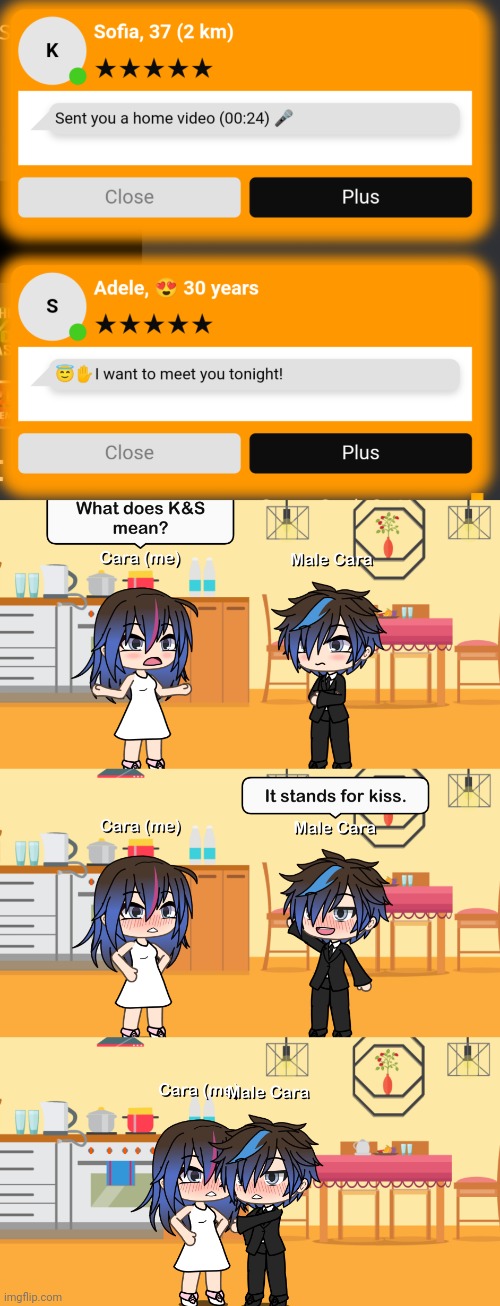 K
Sofia, 37 (2 km)
★★★★★
Sent you a home video (00:24) 🎤
Close
Plus
S
Adele, 😍 30 years
★★★★★
😇✋I want to meet you tonight!
Close
Plus
What does K&S
mean?
Cara (me)
Male Cara
It stands for kiss.
Cara (me)
Male Cara
Cara (me)
Male Cara
imgflip.com